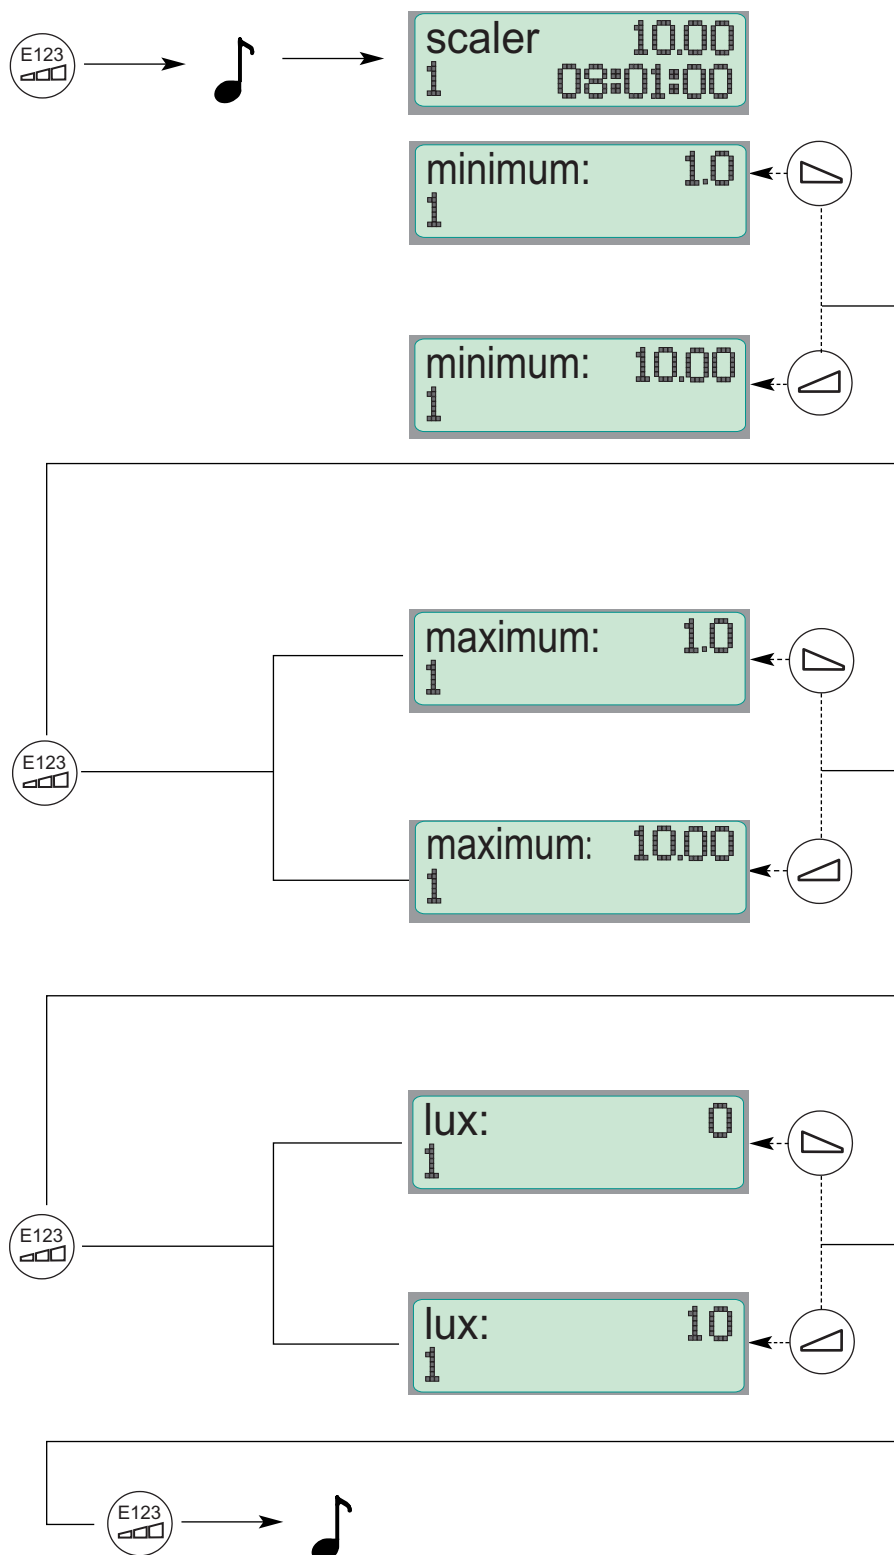 E123
scaler 10.00
1 08:01:00
minimum: 1.0
1
minimum: 10.00
1
maximum: 1.0
1
E123
maximum: 10.00
1
lux: 0
1
E123
lux: 10
1
E123